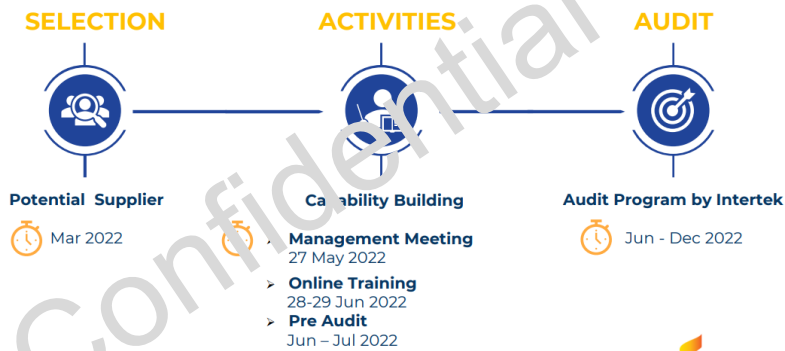 SELECTION
Potential Supplier
Mar 2022
ACTIVITIES
Capability Building
Management Meeting
27 May 2022
Online Training
28-29 Jun 2022
Pre Audit
Jun – Jul 2022
AUDIT
Audit Program by Intertek
Jun - Dec 2022
Confidential